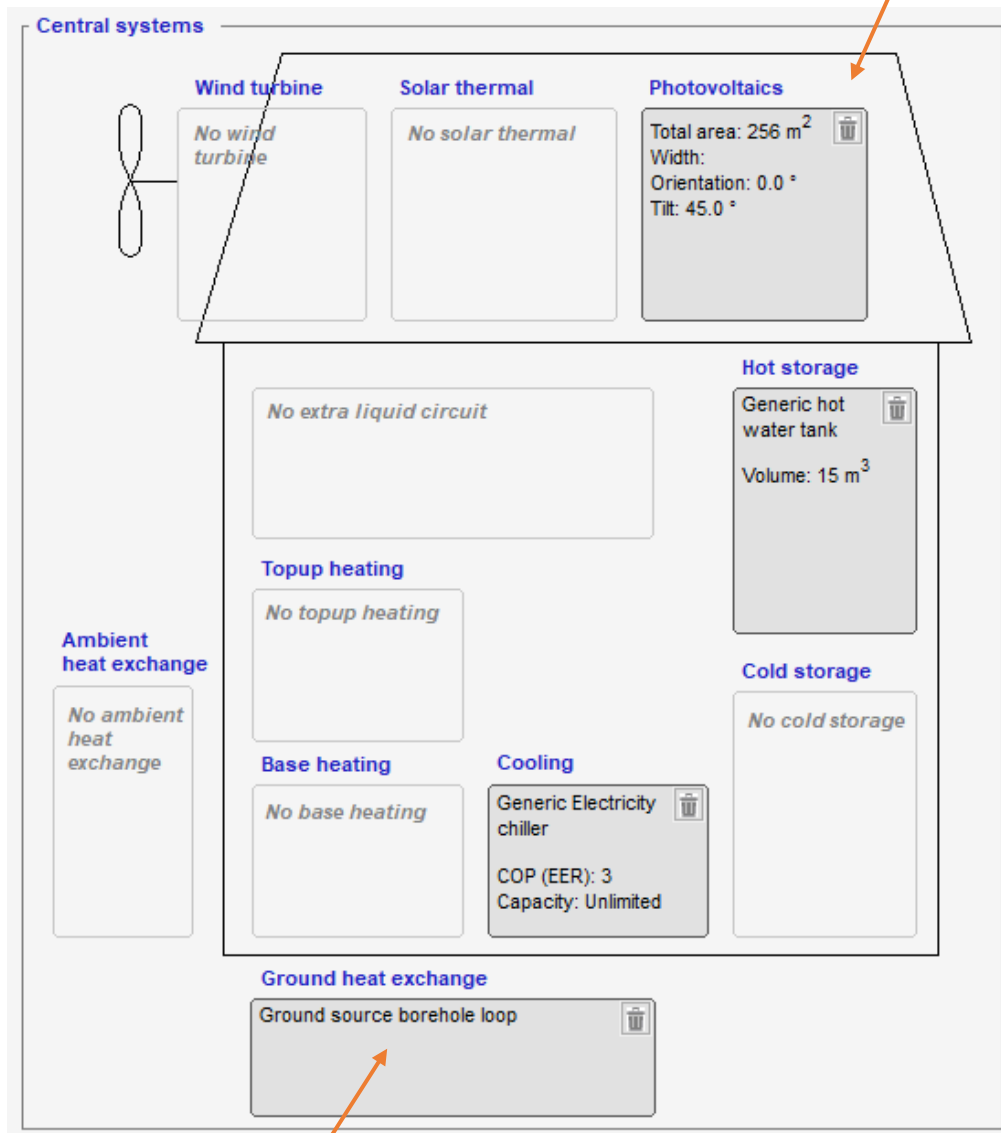 Central systems
Wind turbine
No wind
turbine
Solar thermal
No solar thermal
Photovoltaics
Total area: 256 m²
Width:
Orientation: 0.0 °
Tilt: 45.0 °
No extra liquid circuit
Hot storage
Generic hot
water tank
Volume: 15 m³
Topup heating
No topup heating
Ambient
heat exchange
No ambient
heat
exchange
Base heating
No base heating
Cooling
Generic Electricity
chiller
COP (EER): 3
Capacity: Unlimited
Cold storage
No cold storage
Ground heat exchange
Ground source borehole loop